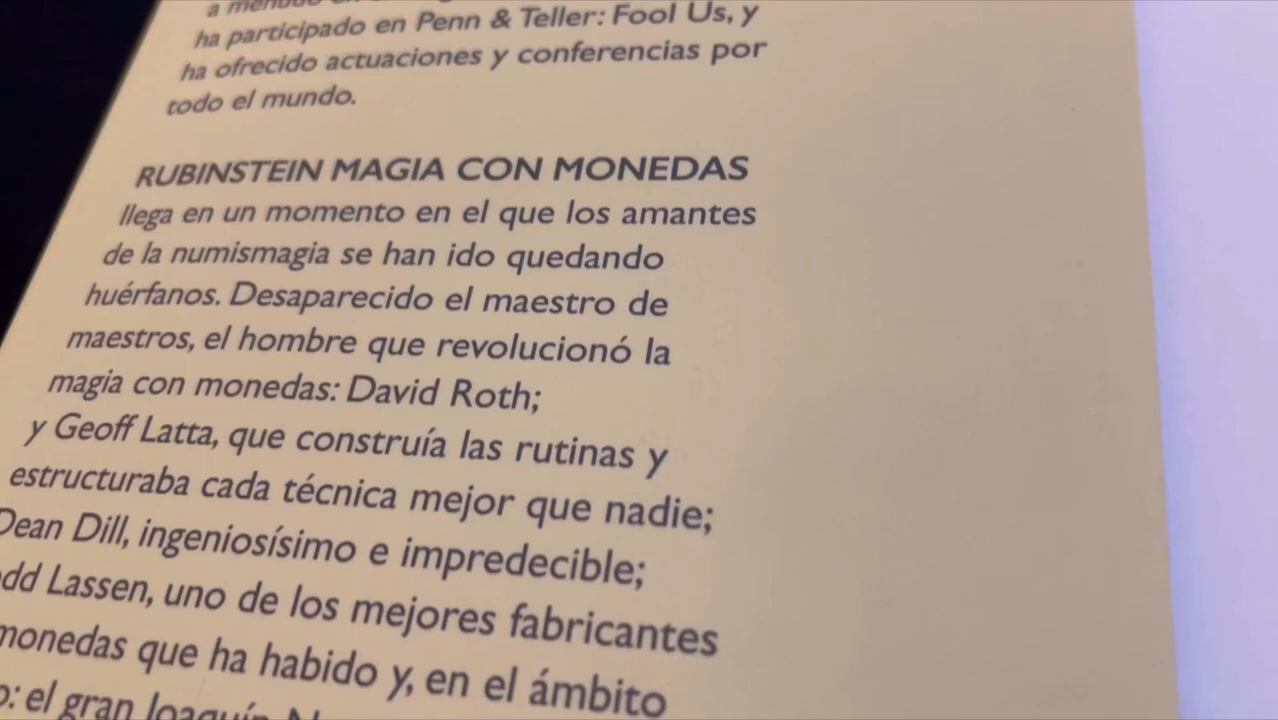 a menudo en
ha participado en Penn & Teller: Fool Us, y
ha ofrecido actuaciones y conferencias por
todo el mundo.
RUBINSTEIN MAGIA CON MONEDAS
llega en un momento en el que los amantes
de la numismagia se han ido quedando
huérfanos. Desaparecido el maestro de
maestros, el hombre que revolucionó la
magia con monedas: David Roth;
y Geoff Latta, que construía las rutinas y
estructuraba cada técnica mejor que nadie;
Dean Dill, ingeniosísimo e impredecible;
dd Lassen, uno de los mejores fabricantes
monedas que ha habido y, en el ámbito
o: el gran Joaquín